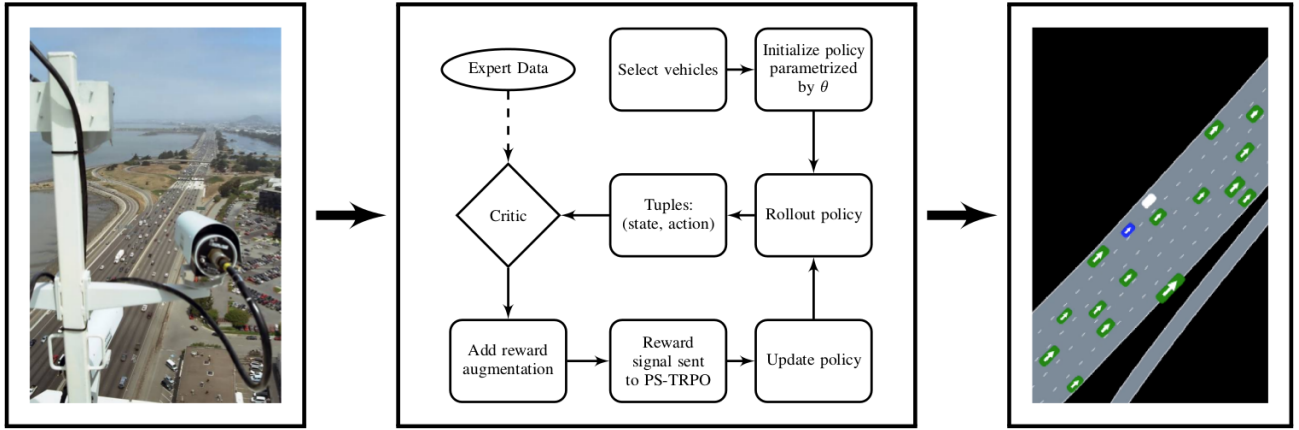 Expert Data
Select vehicles
Initialize policy
parametrized
by θ
Critic
Tuples:
(state, action)
Rollout policy
Add reward
augmentation
Reward
signal sent
to PS-TRPO
Update policy